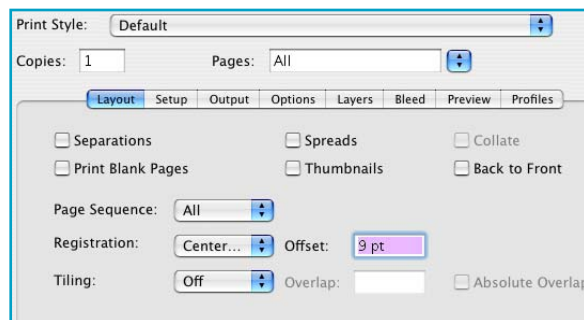 Print Style: Default
Copies: 1 Pages: All
Layout Setup Output Options Layers Bleed Preview Profiles
Separations Spreads Collate
Print Blank Pages Thumbnails Back to Front
Page Sequence: All
Registration: Center... Offset: 9 pt
Tiling: Off Overlap: Absolute Overlap